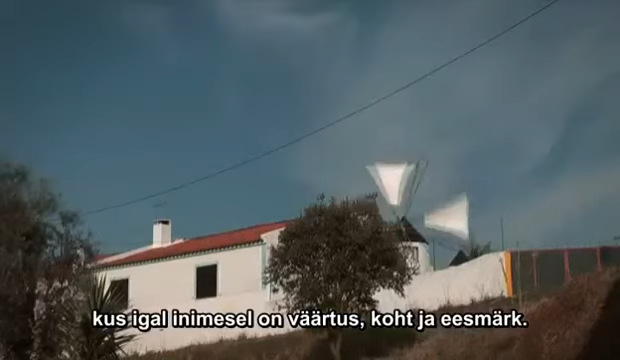 kus igal inimesel on väärtus, koht ja eesmärk.